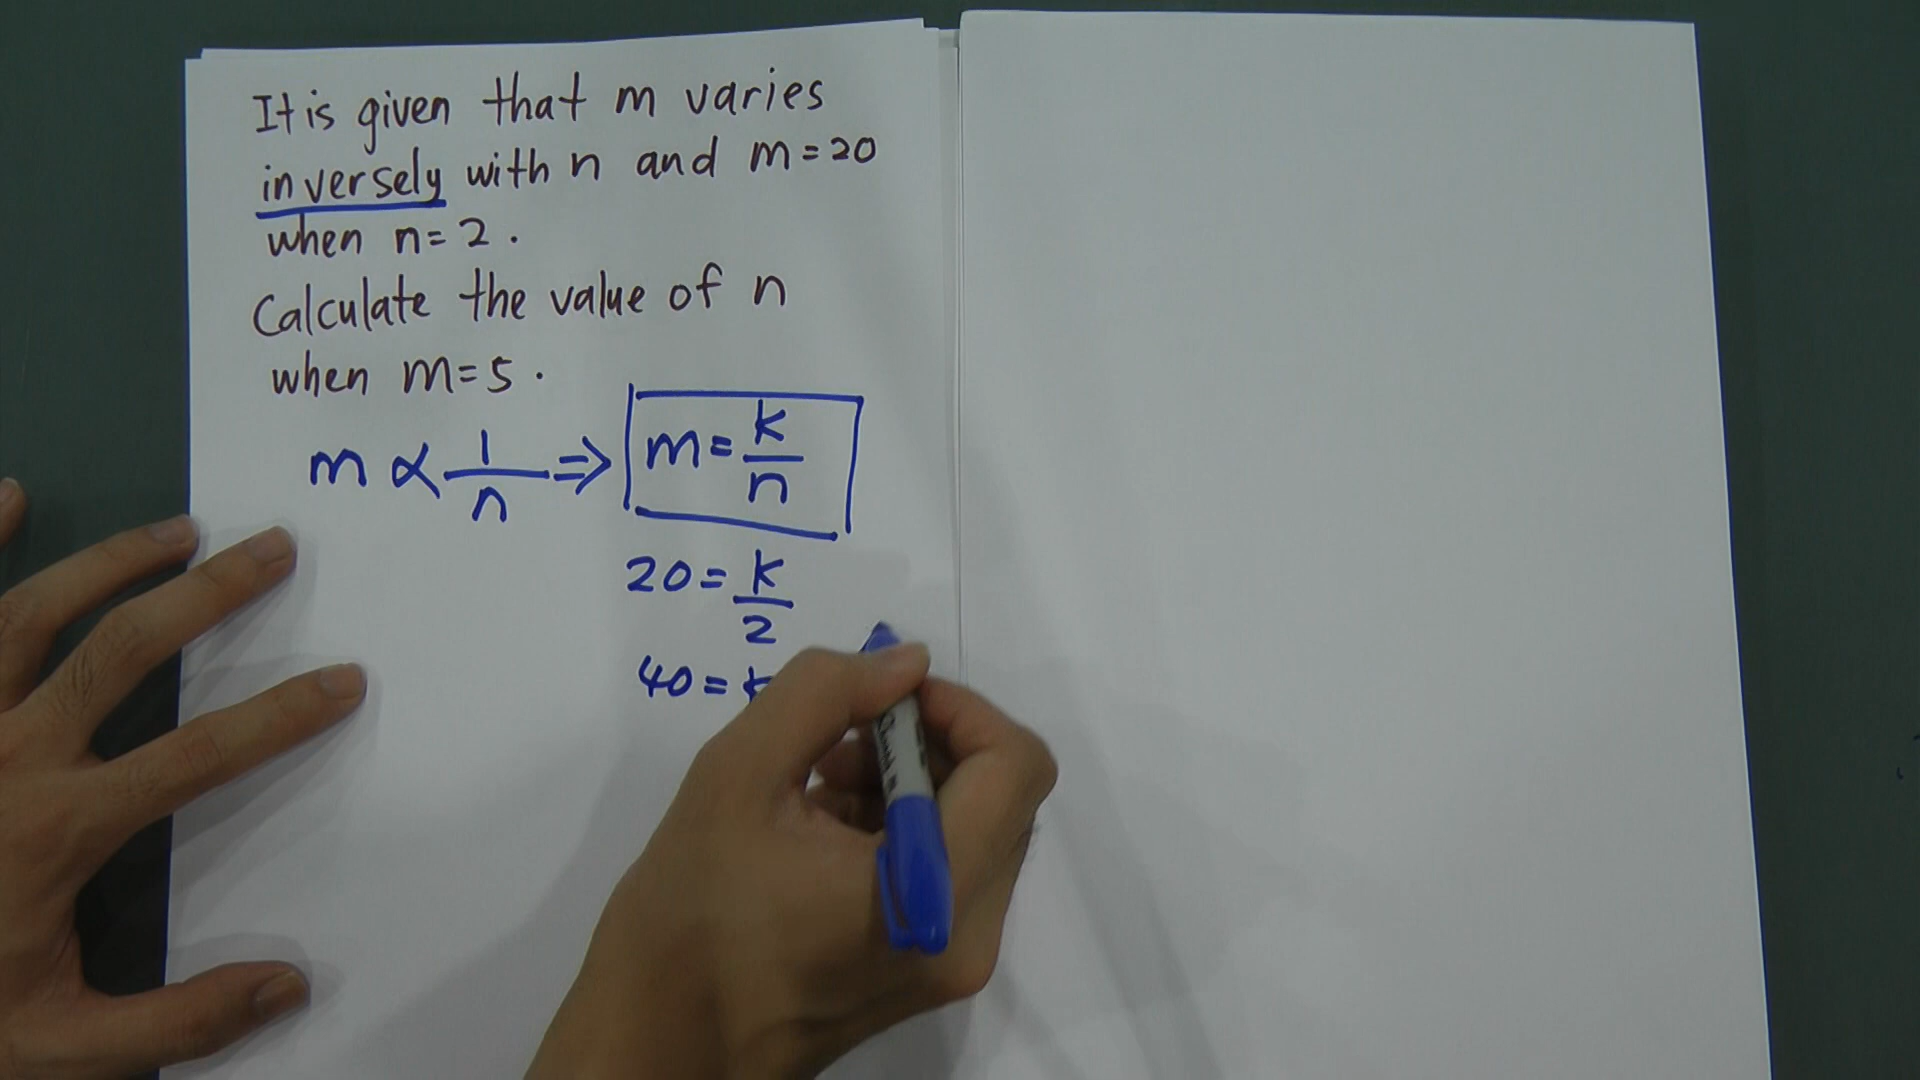 It is given that m varies
inversely with n and m=20
when n=2.
Calculate the value of n
when m=5.
m ∝ 1/n ⇒ m = k/n
20 = k/2
40 = k